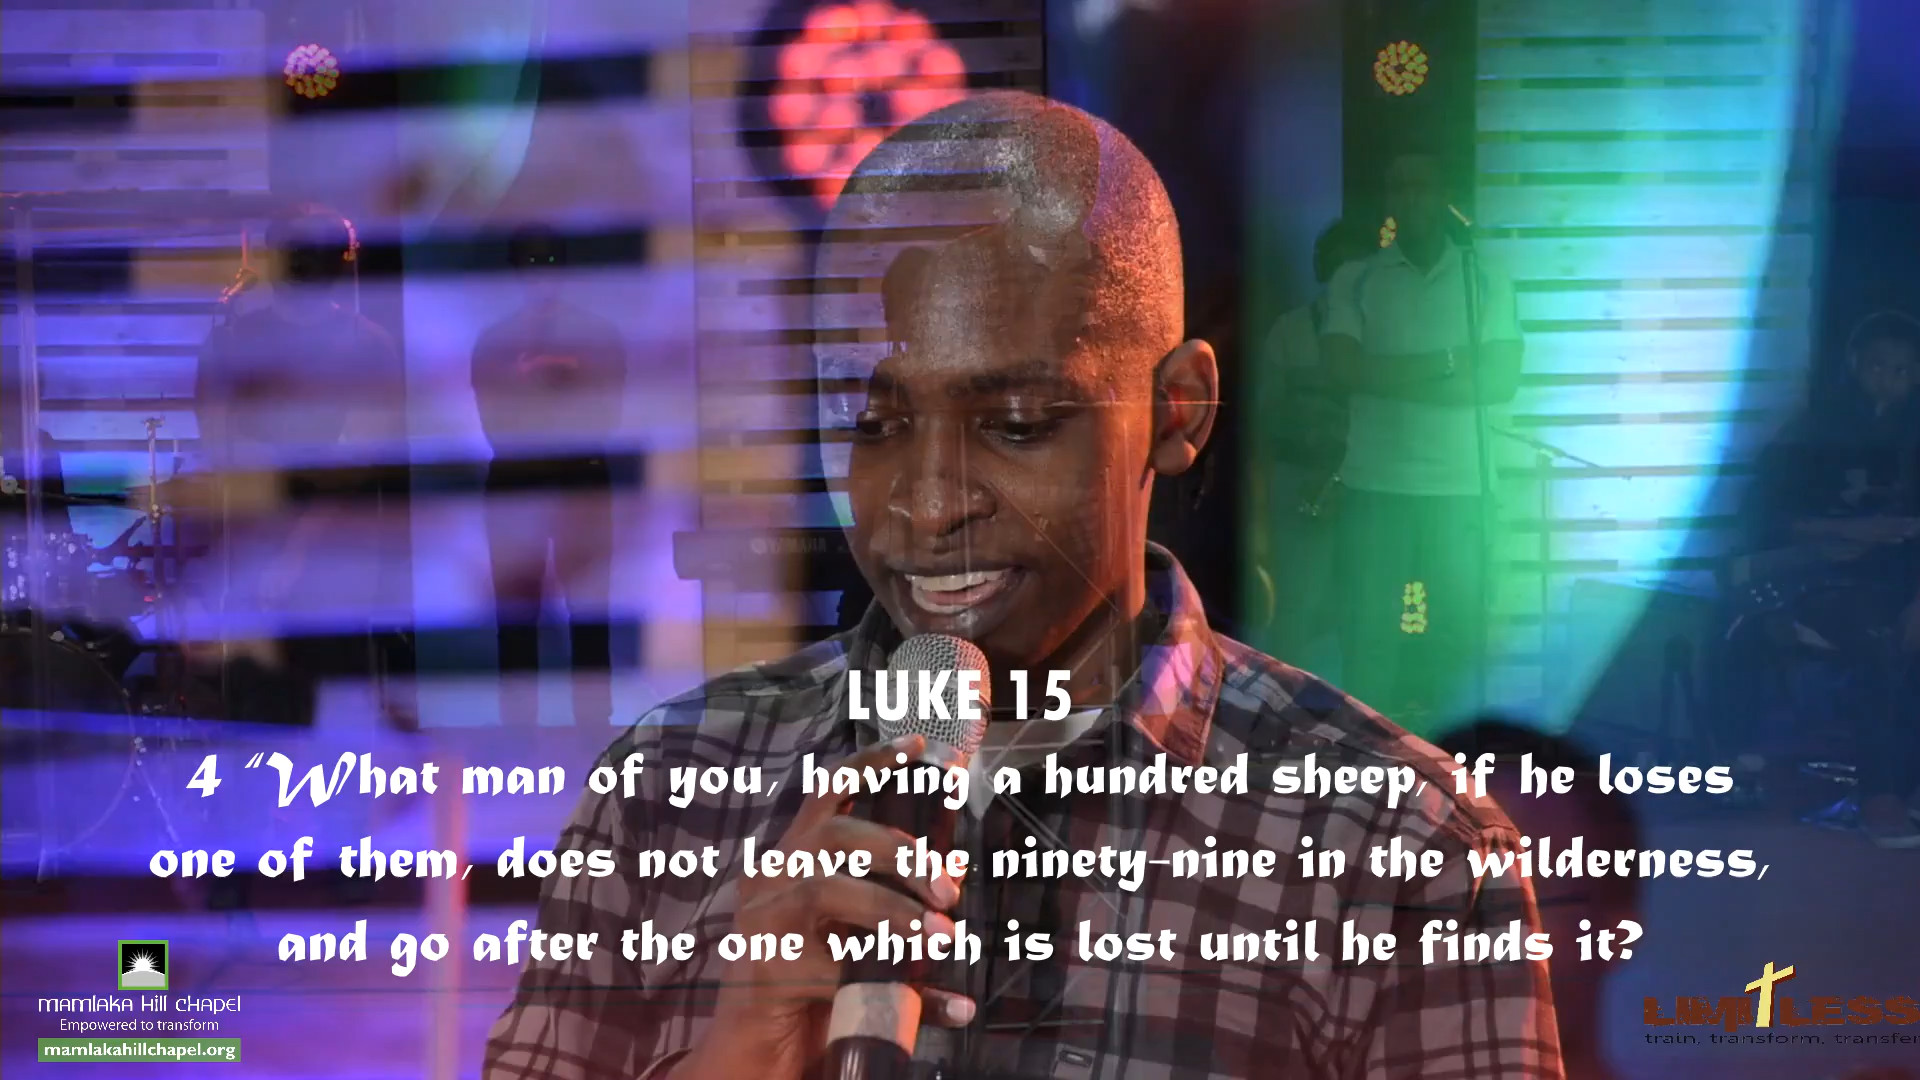 LUKE 15
4 “What man of you, having a hundred sheep, if he loses
one of them, does not leave the ninety-nine in the wilderness,
and go after the one which is lost until he finds it?
mamlaka hill chapel
Empowered to transform
mamlakahillchapel.org
LIMITLESS
train, transform, transfer
YAMAHA